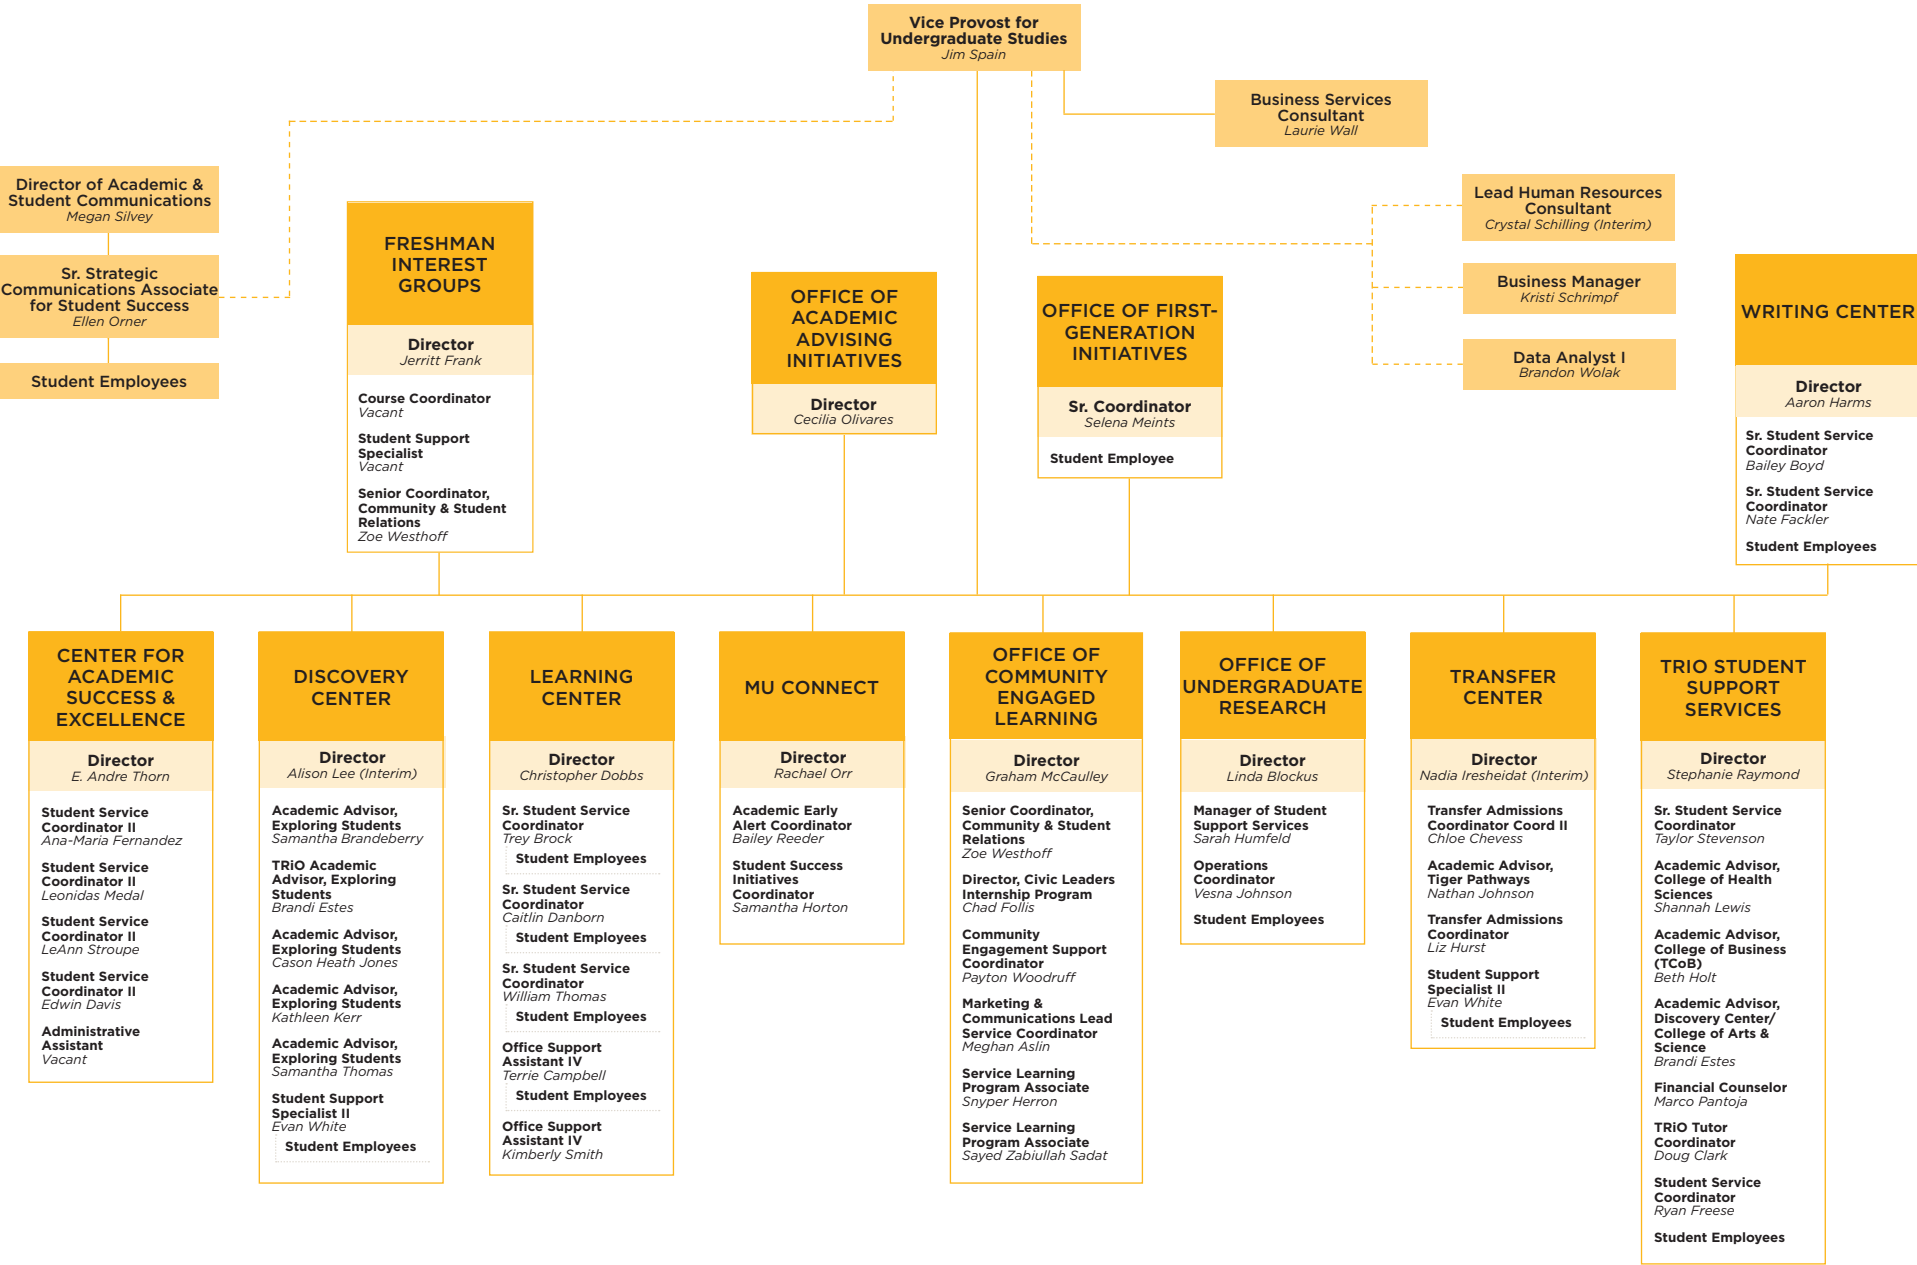 Vice Provost for
Undergraduate Studies
Jim Spain
Business Services
Consultant
Laurie Wall
Director of Academic &
Student Communications
Megan Silvey
Sr. Strategic
Communications Associate
for Student Success
Ellen Orner
Student Employees
Lead Human Resources
Consultant
Crystal Schilling (Interim)
Business Manager
Kristi Schrimpf
Data Analyst I
Brandon Wolak
FRESHMAN
INTEREST
GROUPS
Director
Jerritt Frank
Course Coordinator
Vacant
Student Support
Specialist
Vacant
Senior Coordinator,
Community & Student
Relations
Zoe Westhoff
OFFICE OF
ACADEMIC
ADVISING
INITIATIVES
Director
Cecilia Olivares
OFFICE OF FIRST-
GENERATION
INITIATIVES
Sr. Coordinator
Selena Meints
Student Employee
WRITING CENTER
Director
Aaron Harms
Sr. Student Service
Coordinator
Bailey Boyd
Sr. Student Service
Coordinator
Nate Fackler
Student Employees
CENTER FOR
ACADEMIC
SUCCESS &
EXCELLENCE
Director
E. Andre Thorn
Student Service
Coordinator II
Ana-Maria Fernandez
Student Service
Coordinator II
Leonidas Medal
Student Service
Coordinator II
LeAnn Stroupe
Student Service
Coordinator II
Edwin Davis
Administrative
Assistant
Vacant
DISCOVERY
CENTER
Director
Alison Lee (Interim)
Academic Advisor,
Exploring Students
Samantha Brandeberry
TRiO Academic
Advisor, Exploring
Students
Brandi Estes
Academic Advisor,
Exploring Students
Cason Heath Jones
Academic Advisor,
Exploring Students
Kathleen Kerr
Academic Advisor,
Exploring Students
Samantha Thomas
Student Support
Specialist II
Evan White
Student Employees
LEARNING
CENTER
Director
Christopher Dobbs
Sr. Student Service
Coordinator
Trey Brock
Student Employees
Sr. Student Service
Coordinator
Caitlin Danborn
Student Employees
Sr. Student Service
Coordinator
William Thomas
Student Employees
Office Support
Assistant IV
Terrie Campbell
Student Employees
Office Support
Assistant IV
Kimberly Smith
MU CONNECT
Director
Rachael Orr
Academic Early
Alert Coordinator
Bailey Reeder
Student Success
Initiatives
Coordinator
Samantha Horton
OFFICE OF
COMMUNITY
ENGAGED
LEARNING
Director
Graham McCaulley
Senior Coordinator,
Community & Student
Relations
Zoe Westhoff
Director, Civic Leaders
Internship Program
Chad Follis
Community
Engagement Support
Coordinator
Payton Woodruff
Marketing &
Communications Lead
Service Coordinator
Meghan Aslin
Service Learning
Program Associate
Snyper Herron
Service Learning
Program Associate
Sayed Zabiullah Sadat
OFFICE OF
UNDERGRADUATE
RESEARCH
Director
Linda Blockus
Manager of Student
Support Services
Sarah Humfeld
Operations
Coordinator
Vesna Johnson
Student Employees
TRANSFER
CENTER
Director
Nadia Iresheidat (Interim)
Transfer Admissions
Coordinator Coord II
Chloe Chevess
Academic Advisor,
Tiger Pathways
Nathan Johnson
Transfer Admissions
Coordinator
Liz Hurst
Student Support
Specialist II
Evan White
Student Employees
TRIO STUDENT
SUPPORT
SERVICES
Director
Stephanie Raymond
Sr. Student Service
Coordinator
Taylor Stevenson
Academic Advisor,
College of Health
Sciences
Shannah Lewis
Academic Advisor,
College of Business
(TCoB)
Beth Holt
Academic Advisor,
Discovery Center/
College of Arts &
Science
Brandi Estes
Financial Counselor
Marco Pantoja
TRiO Tutor
Coordinator
Doug Clark
Student Service
Coordinator
Ryan Freese
Student Employees